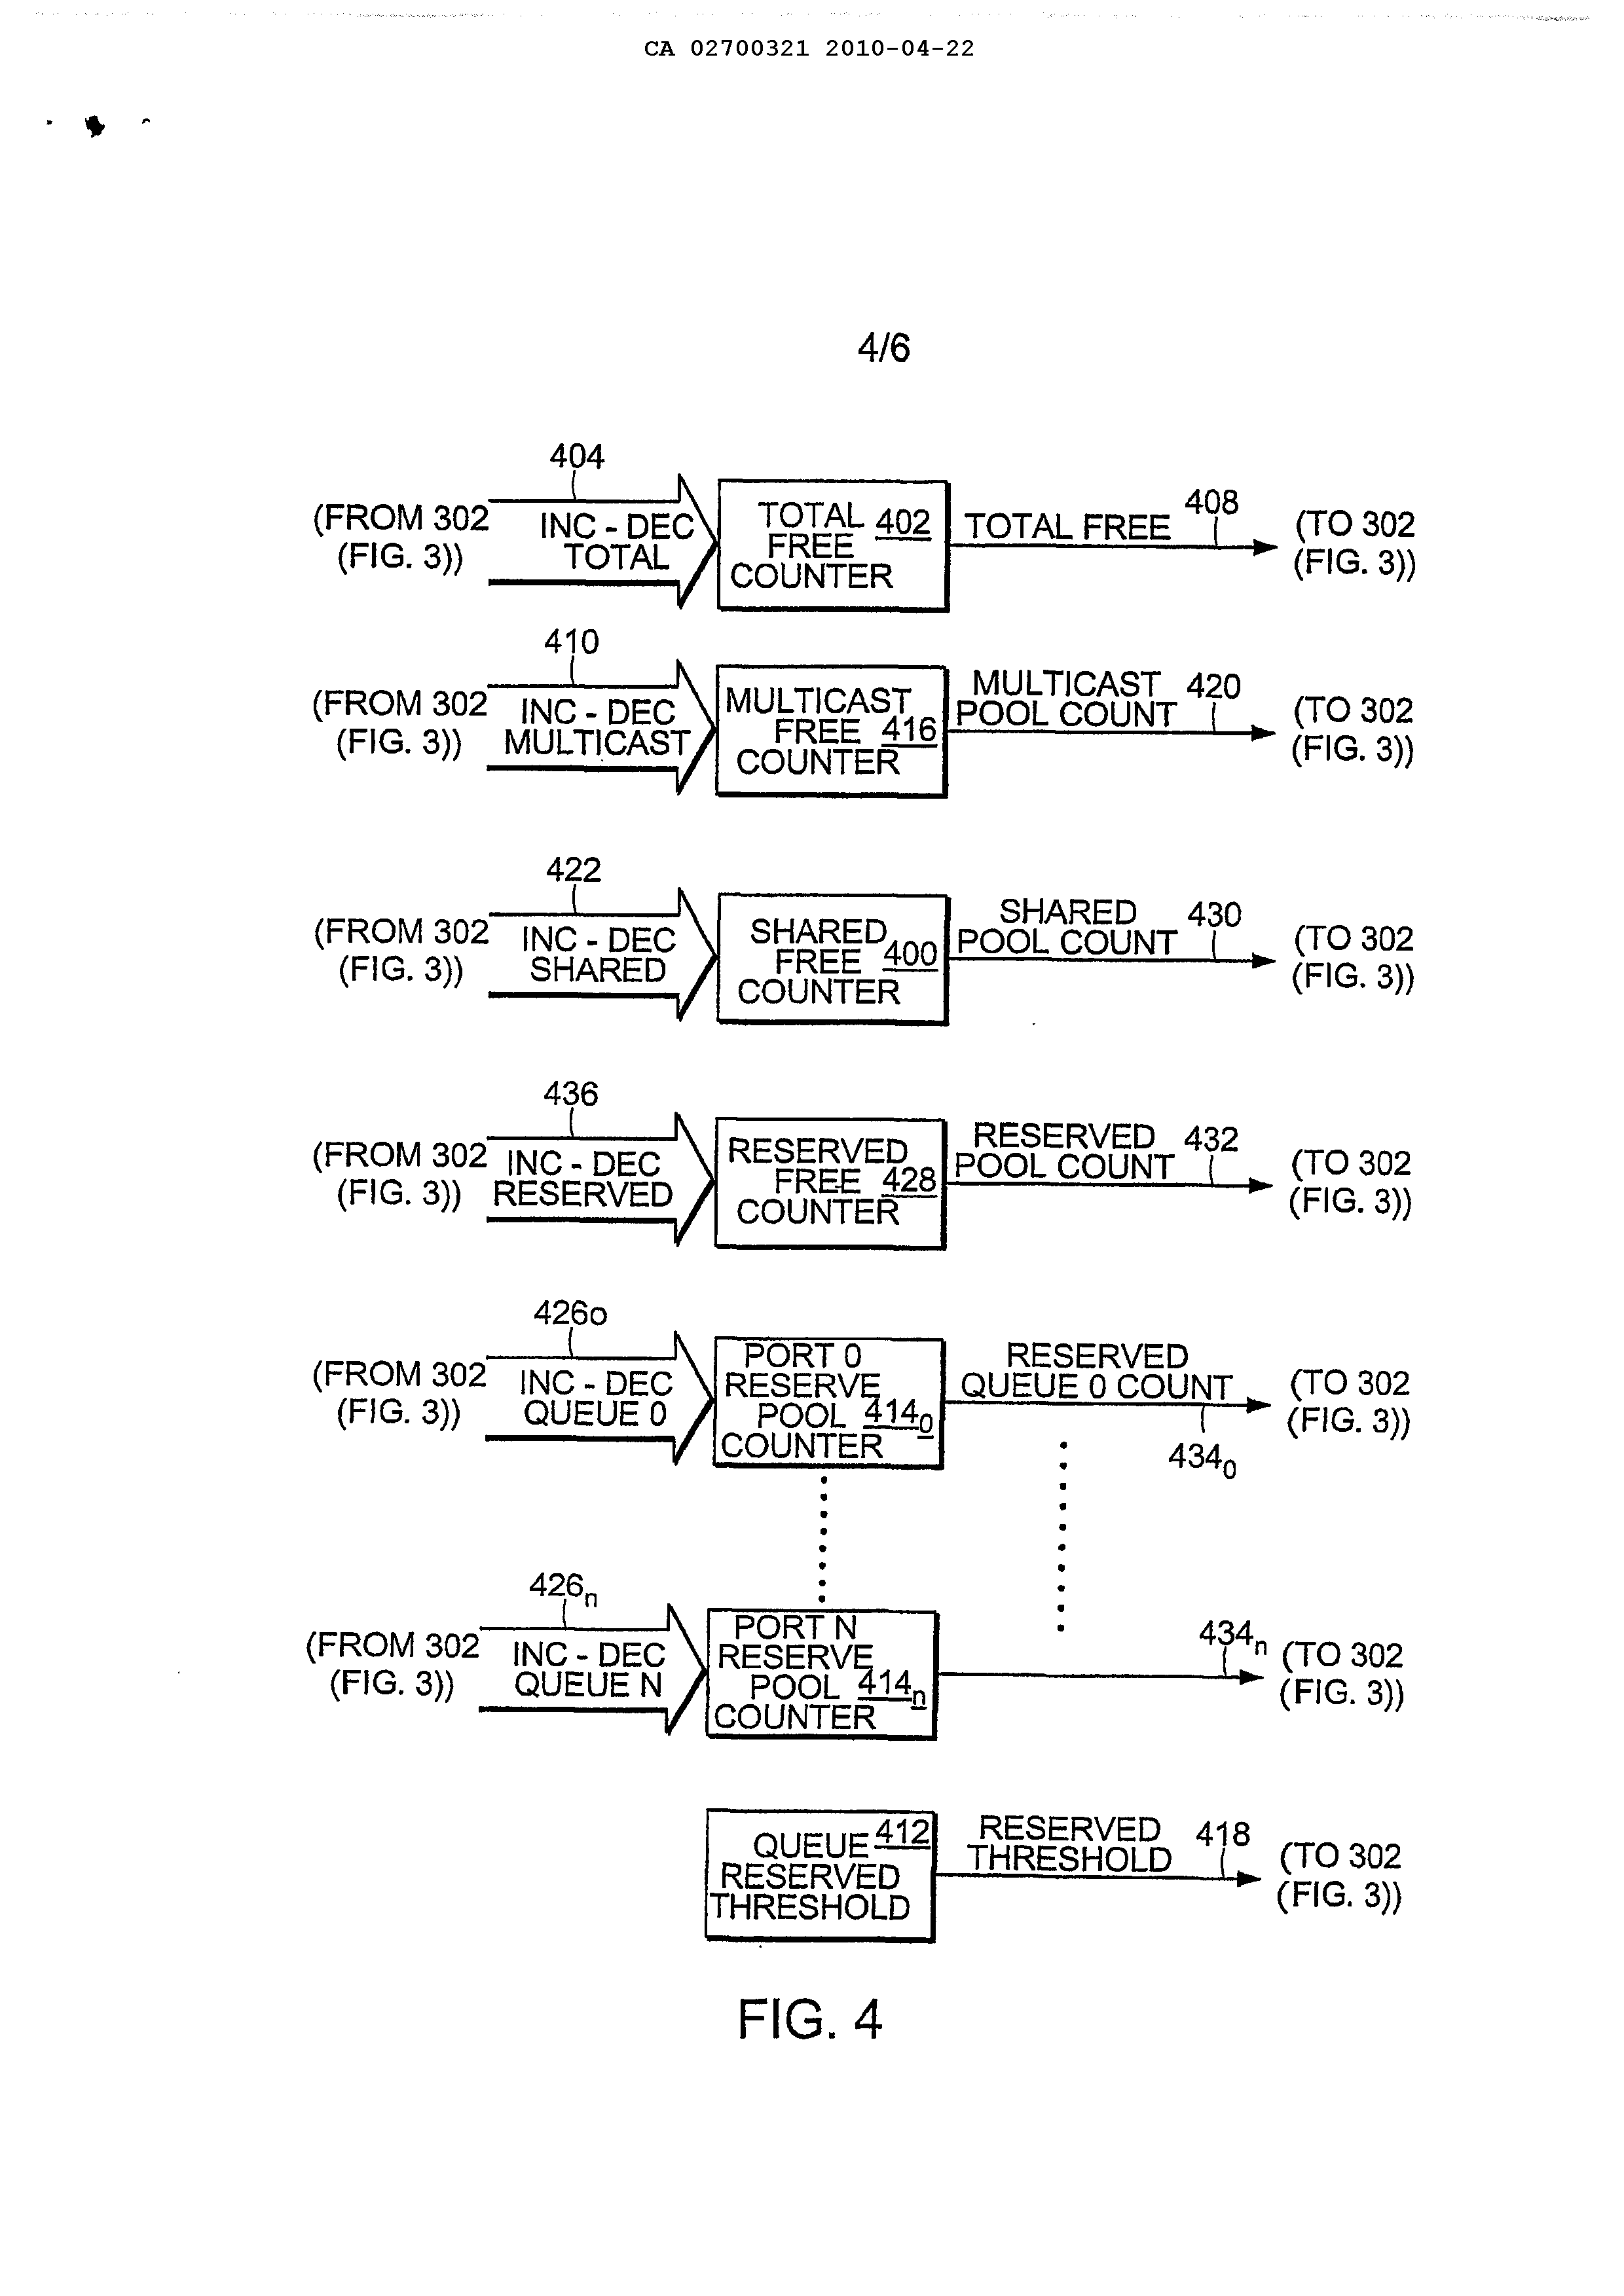 CA 02700321 2010-04-22
4/6
404
(FROM 302
(FIG. 3))
INC - DEC
TOTAL
TOTAL
FREE
COUNTER
402
TOTAL FREE
408
(TO 302
(FIG. 3))
410
(FROM 302
(FIG. 3))
INC - DEC
MULTICAST
MULTICAST
FREE
COUNTER
416
MULTICAST
POOL COUNT
420
(TO 302
(FIG. 3))
422
(FROM 302
(FIG. 3))
INC - DEC
SHARED
SHARED
FREE
COUNTER
400
SHARED
POOL COUNT
430
(TO 302
(FIG. 3))
436
(FROM 302
(FIG. 3))
INC - DEC
RESERVED
RESERVED
FREE
COUNTER
428
RESERVED
POOL COUNT
432
(TO 302
(FIG. 3))
426o
(FROM 302
(FIG. 3))
INC - DEC
QUEUE 0
PORT 0
RESERVE
POOL
COUNTER
414₀
RESERVED
QUEUE 0 COUNT
434₀
(TO 302
(FIG. 3))
426ₙ
(FROM 302
(FIG. 3))
INC - DEC
QUEUE N
PORT N
RESERVE
POOL
COUNTER
414ₙ
434ₙ
(TO 302
(FIG. 3))
QUEUE
RESERVED
THRESHOLD
412
RESERVED
THRESHOLD
418
(TO 302
(FIG. 3))
FIG. 4